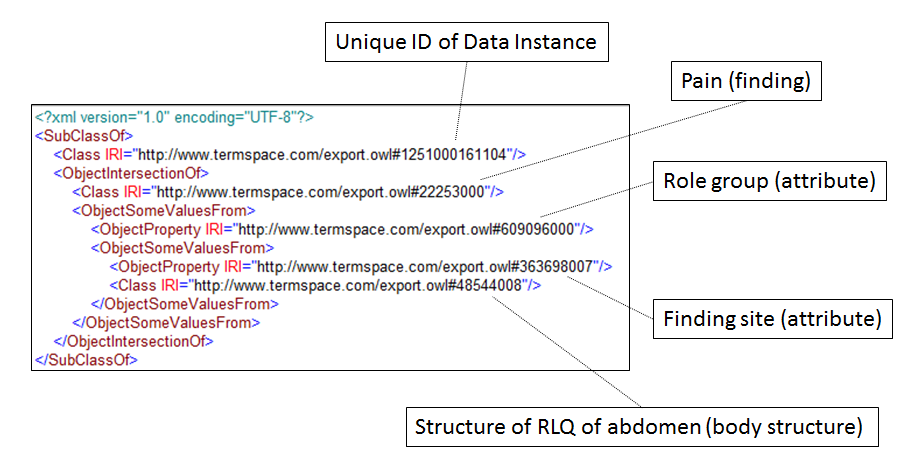 Unique ID of Data Instance
Pain (finding)
<?xml version="1.0" encoding="UTF-8"?>
<SubClassOf>
<Class IRI="http://www.termspace.com/export.owl#1251000161104"/>
<ObjectIntersectionOf>
<Class IRI="http://www.termspace.com/export.owl#22253000"/>
<ObjectSomeValuesFrom>
<ObjectProperty IRI="http://www.termspace.com/export.owl#609096000"/>
<ObjectSomeValuesFrom>
<ObjectProperty IRI="http://www.termspace.com/export.owl#363698007"/>
<Class IRI="http://www.termspace.com/export.owl#48544008"/>
</ObjectSomeValuesFrom>
</ObjectSomeValuesFrom>
</ObjectIntersectionOf>
</SubClassOf>
Role group (attribute)
Finding site (attribute)
Structure of RLQ of abdomen (body structure)